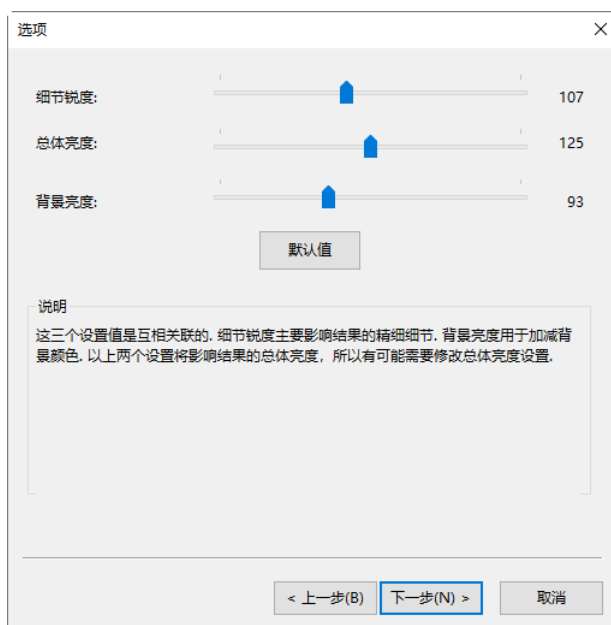 选项
细节锐度: 107
总体亮度: 125
背景亮度: 93
默认值
说明
这三个设置值是互相关联的. 细节锐度主要影响结果的精细细节. 背景亮度用于加减背
景颜色. 以上两个设置将影响结果的总体亮度，所以有可能需要修改总体亮度设置.
< 上一步(B) 下一步(N) > 取消